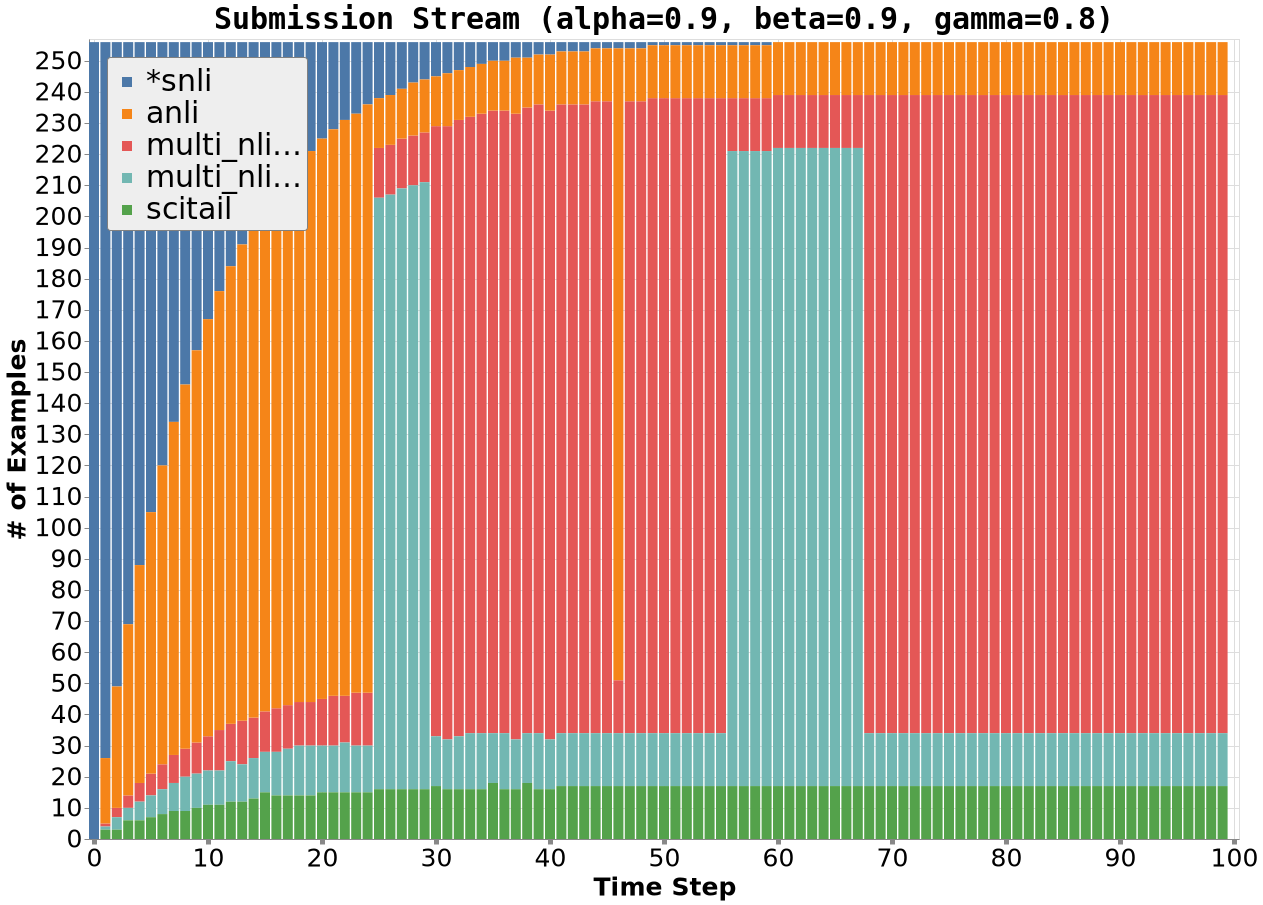 Submission Stream (alpha=0.9, beta=0.9, gamma=0.8)
# of Examples
250
240
230
220
210
200
190
180
170
160
150
140
130
120
110
100
90
80
70
60
50
40
30
20
10
0
*snli
anli
multi_nli...
multi_nli...
scitail
0 10 20 30 40 50 60 70 80 90 100
Time Step